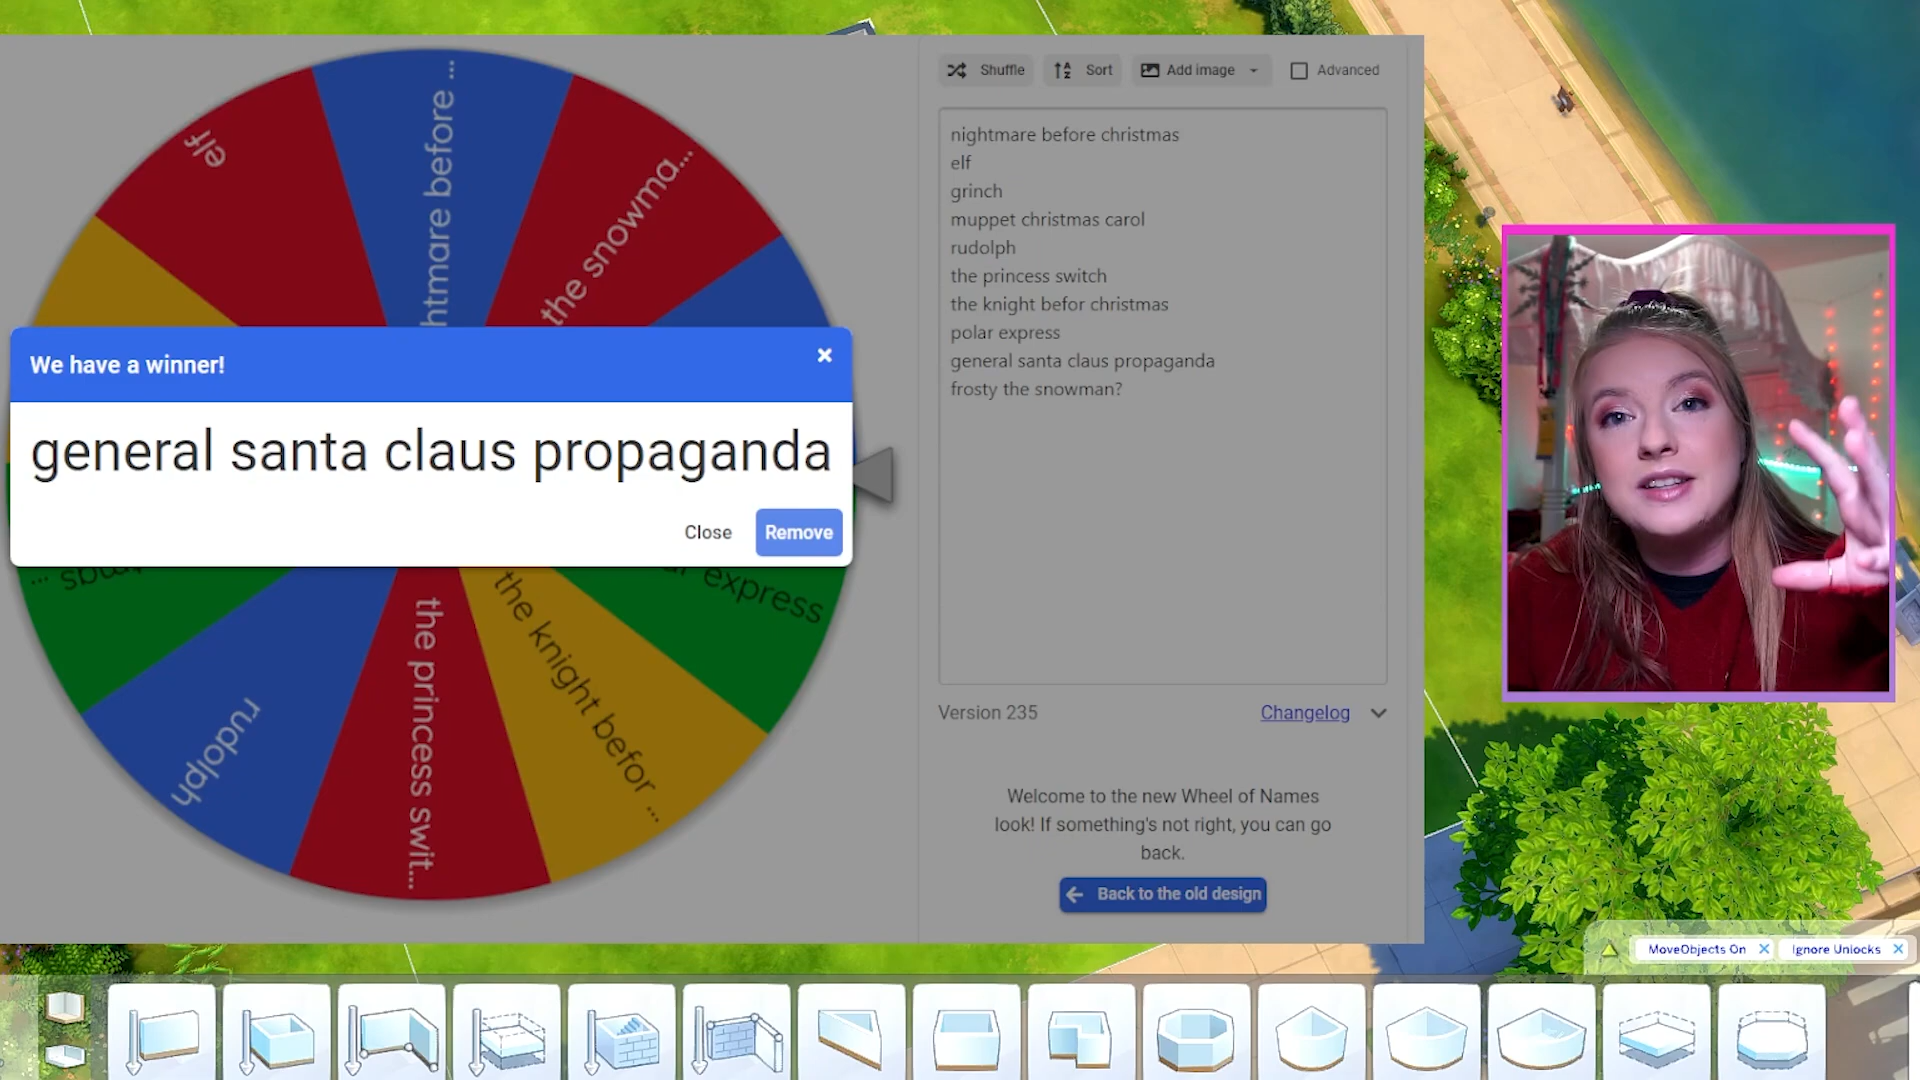 Shuffle
Sort
Add image
Advanced
nightmare before christmas
elf
grinch
muppet christmas carol
rudolph
the princess switch
the knight befor christmas
polar express
general santa claus propaganda
frosty the snowman?
elf
htmare before ...
the snowma...
We have a winner!
general santa claus propaganda
Close
Remove
express
the knight befor ...
the princess swit...
rudolph
Version 235
Changelog
Welcome to the new Wheel of Names
look! If something's not right, you can go
back.
Back to the old design
MoveObjects On
Ignore Unlocks